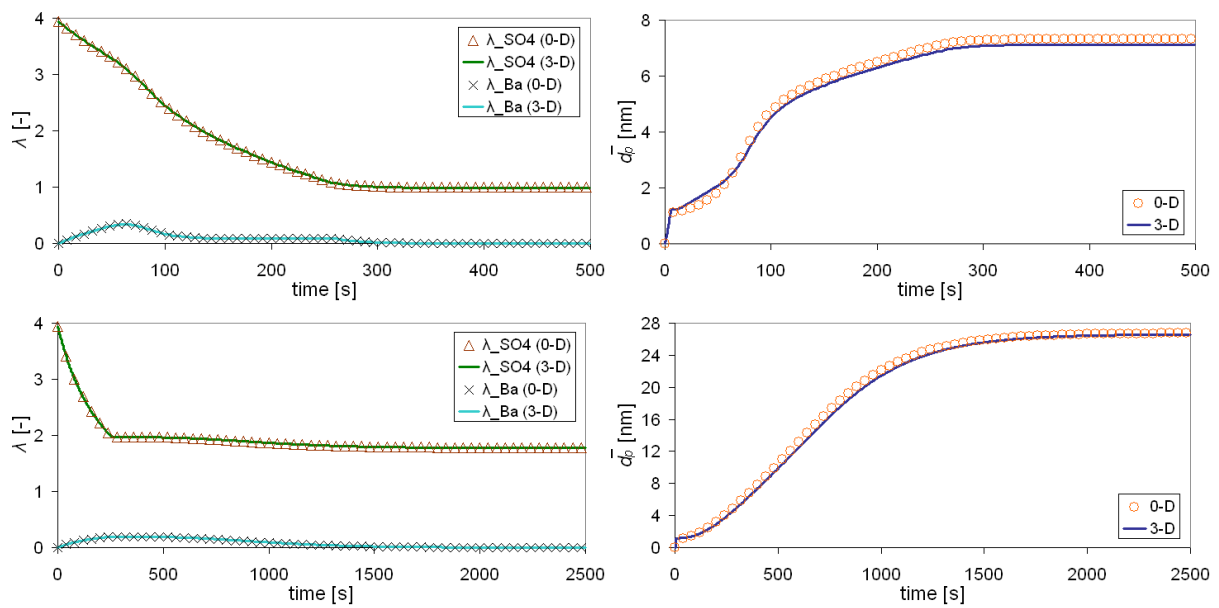 4
3
2
1
0
λ [-]
λ_SO4 (0-D)
λ_SO4 (3-D)
λ_Ba (0-D)
λ_Ba (3-D)
0 100 200 300 400 500
time [s]
8
6
4
2
0
d̅p [nm]
0-D
3-D
0 100 200 300 400 500
time [s]
4
3
2
1
0
λ [-]
λ_SO4 (0-D)
λ_SO4 (3-D)
λ_Ba (0-D)
λ_Ba (3-D)
0 500 1000 1500 2000 2500
time [s]
28
24
20
16
12
8
4
0
d̅p [nm]
0-D
3-D
0 500 1000 1500 2000 2500
time [s]